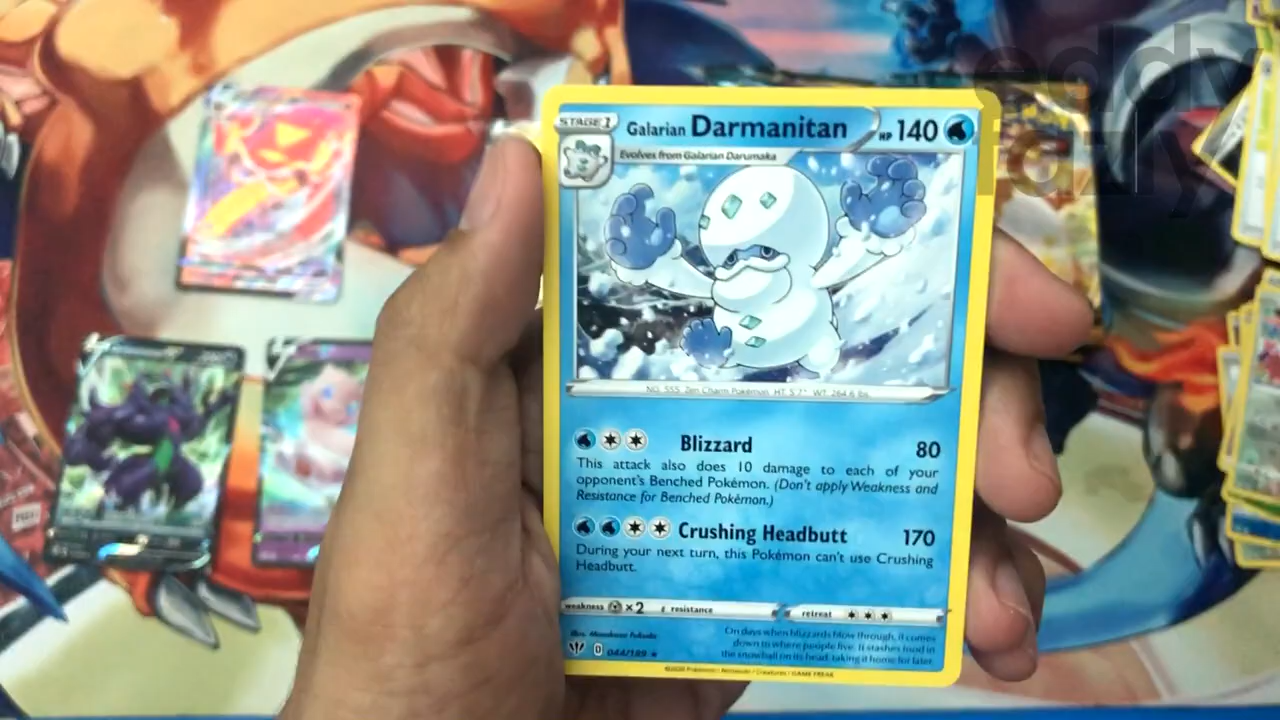 eddy
fazly
STAGE 1
Galarian Darmanitan
HP 140
Evolves from Galarian Darumaka
NO. 555 Zen Charm Pokémon HT: 5'7" WT: 264.6 lbs.
Blizzard 80
This attack also does 10 damage to each of your
opponent's Benched Pokémon. (Don't apply Weakness and
Resistance for Benched Pokémon.)
Crushing Headbutt 170
During your next turn, this Pokémon can't use Crushing
Headbutt.
weakness ×2 resistance retreat
On days when blizzards blow through, it comes
down to where people live. It stashes food in
the snowball on its head, taking it home for later.
D 044/189
©2020 Pokémon / Nintendo / Creatures / GAME FREAK